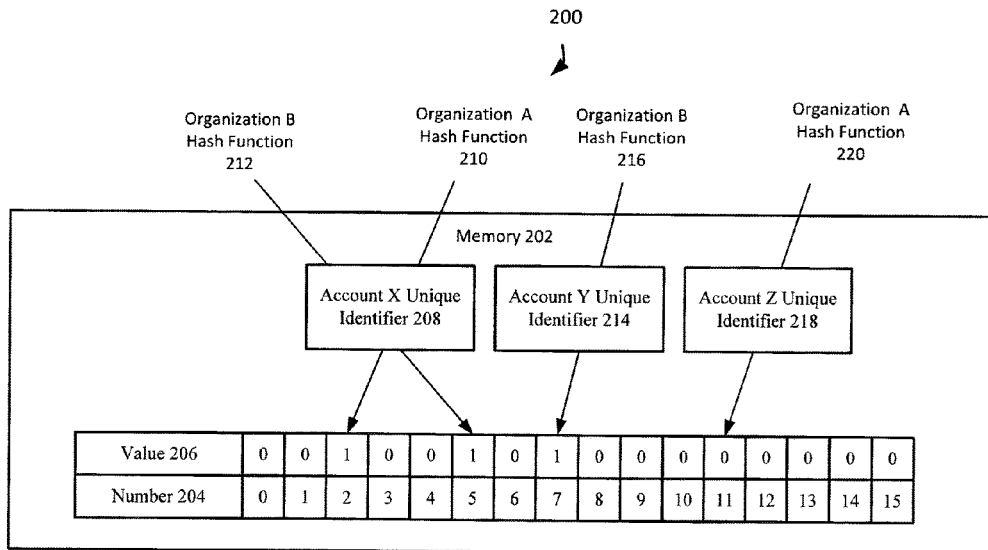 200
Organization B
Hash Function
212
Organization A
Hash Function
210
Organization B
Hash Function
216
Organization A
Hash Function
220
Memory 202
Account X Unique
Identifier 208
Account Y Unique
Identifier 214
Account Z Unique
Identifier 218
Value 206 0 0 1 0 0 1 0 1 0 0 0 0 0 0 0 0
Number 204 0 1 2 3 4 5 6 7 8 9 10 11 12 13 14 15